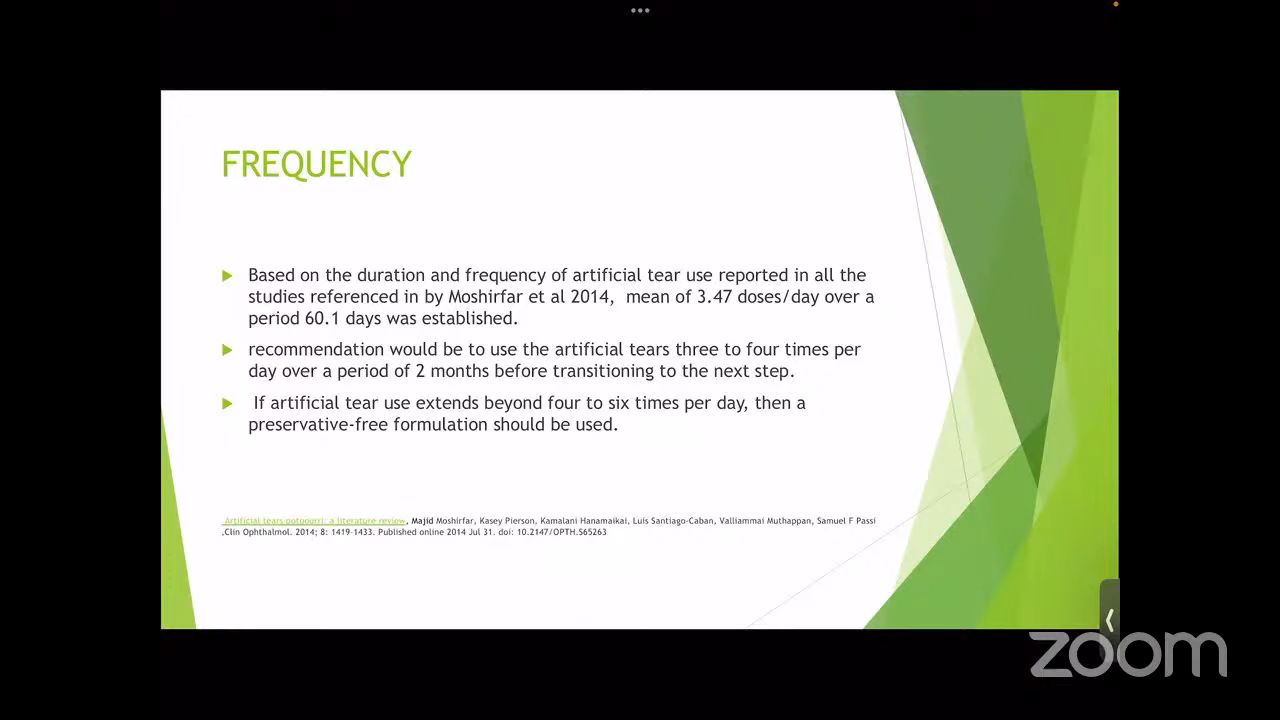 FREQUENCY
Based on the duration and frequency of artificial tear use reported in all the
studies referenced in by Moshirfar et al 2014, mean of 3.47 doses/day over a
period 60.1 days was established.
recommendation would be to use the artificial tears three to four times per
day over a period of 2 months before transitioning to the next step.
If artificial tear use extends beyond four to six times per day, then a
preservative-free formulation should be used.
Artificial tears potpourri: a literature review, Majid Moshirfar, Kasey Pierson, Kamalani Hanamaikai, Luis Santiago-Caban, Valliammai Muthappan, Samuel F Passi
,Clin Ophthalmol. 2014; 8: 1419–1433. Published online 2014 Jul 31. doi: 10.2147/OPTH.S65263
zoom